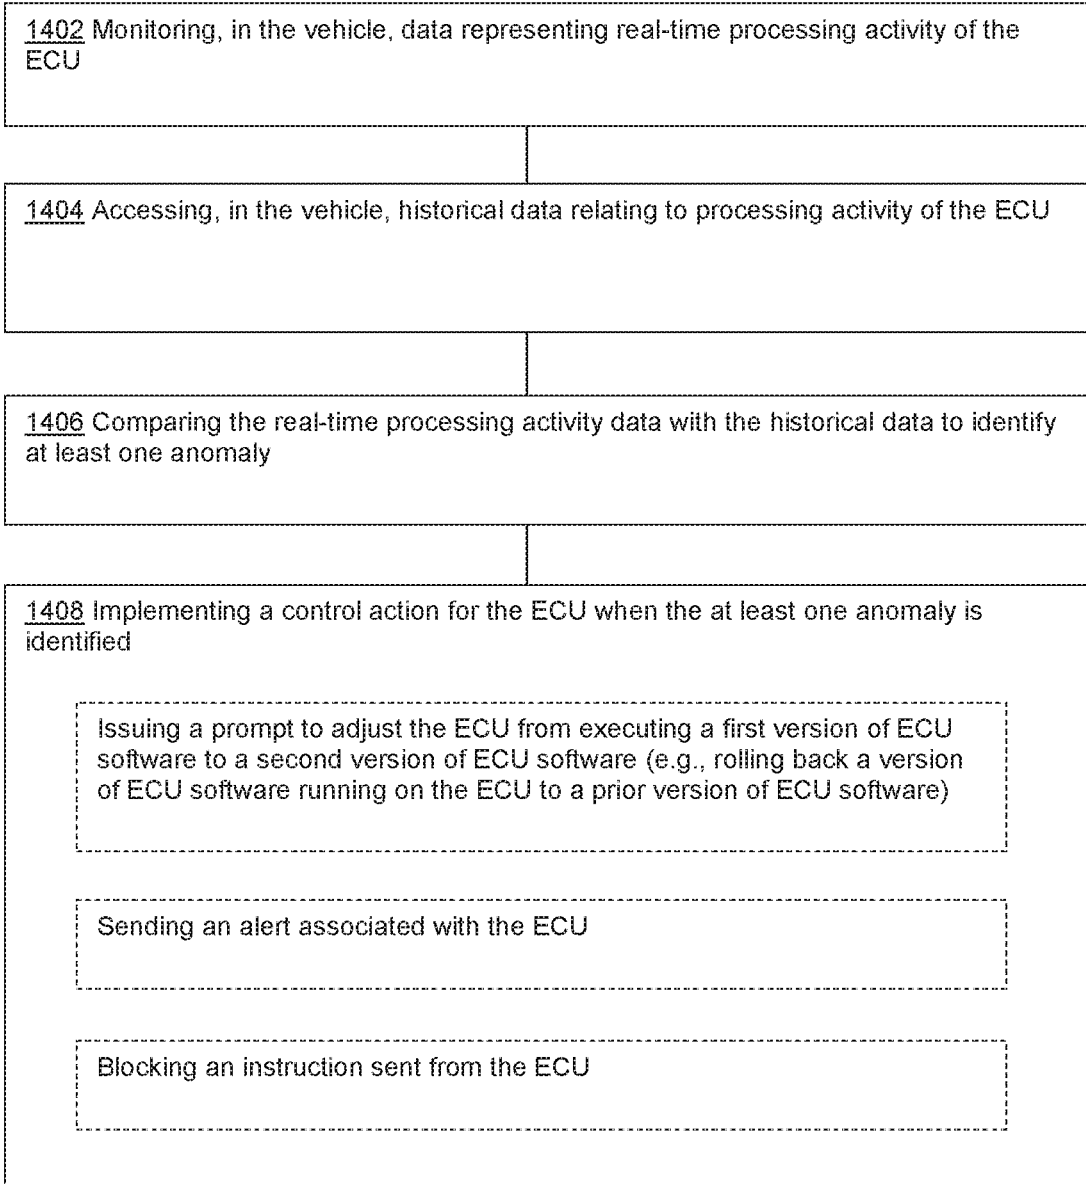 1402 Monitoring, in the vehicle, data representing real-time processing activity of the
ECU
1404 Accessing, in the vehicle, historical data relating to processing activity of the ECU
1406 Comparing the real-time processing activity data with the historical data to identify
at least one anomaly
1408 Implementing a control action for the ECU when the at least one anomaly is
identified
Issuing a prompt to adjust the ECU from executing a first version of ECU
software to a second version of ECU software (e.g., rolling back a version
of ECU software running on the ECU to a prior version of ECU software)
Sending an alert associated with the ECU
Blocking an instruction sent from the ECU